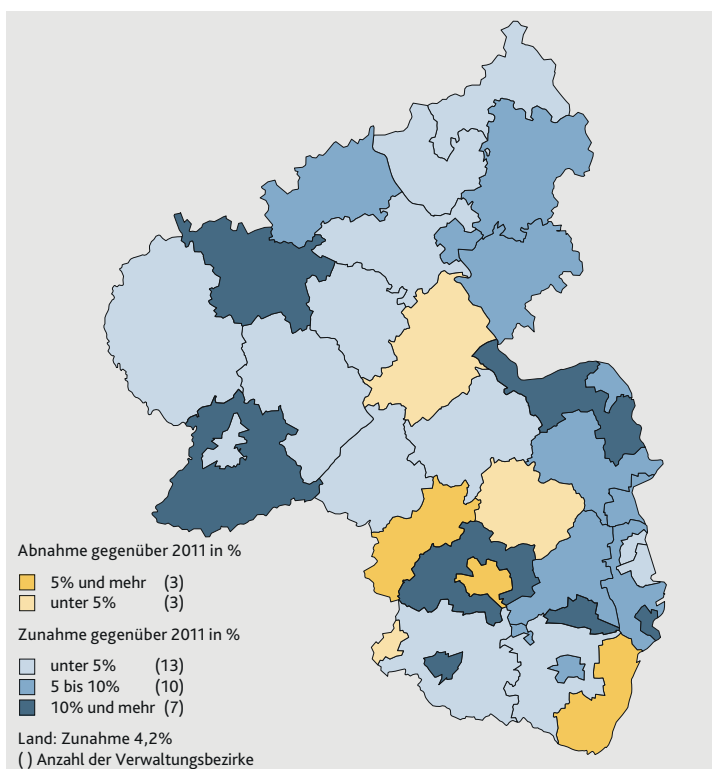 Abnahme gegenüber 2011 in %
5% und mehr (3)
unter 5% (3)
Zunahme gegenüber 2011 in %
unter 5% (13)
5 bis 10% (10)
10% und mehr (7)
Land: Zunahme 4,2%
( ) Anzahl der Verwaltungsbezirke